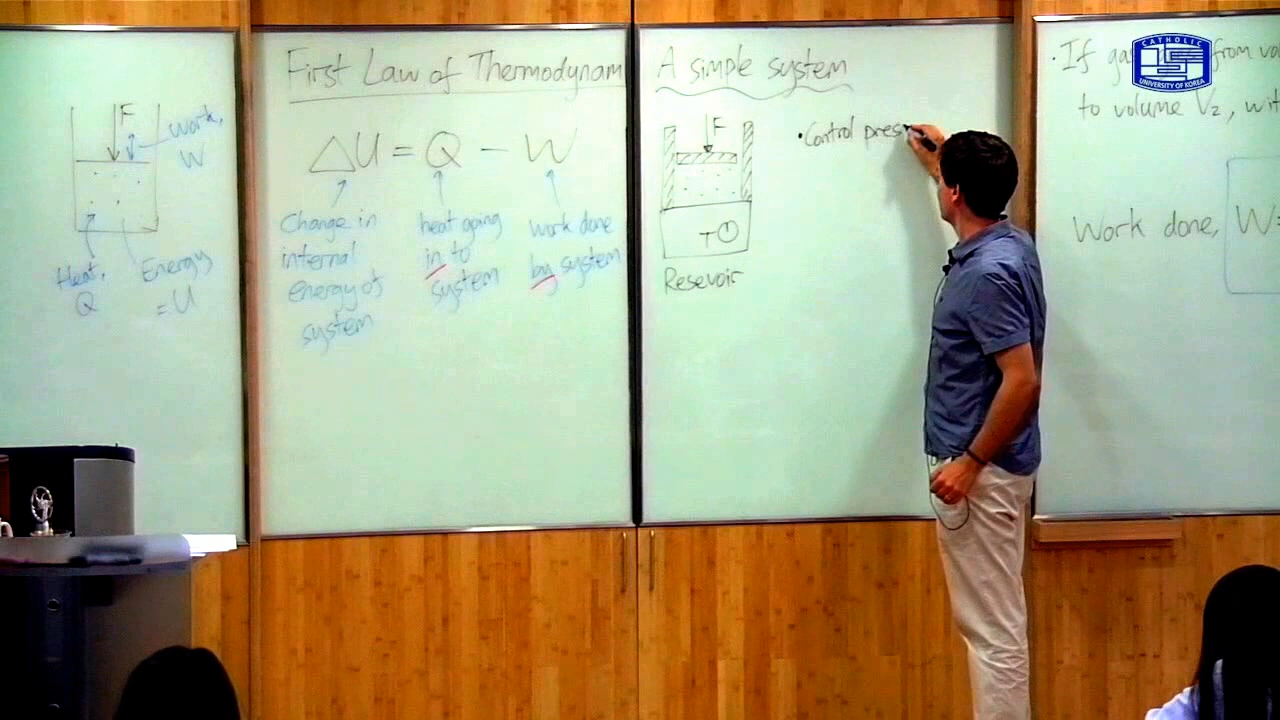 F
Work,
W
Heat,
Q
Energy
= U
First Law of Thermodynam
ΔU = Q - W
Change in
internal
energy of
system
heat going
in to
system
work done
by system
A simple system
F
T
Reservoir
• Control pres
• If ga from vo
to volume V₂, wit
Work done, W=
CATHOLIC
UNIVERSITY OF KOREA